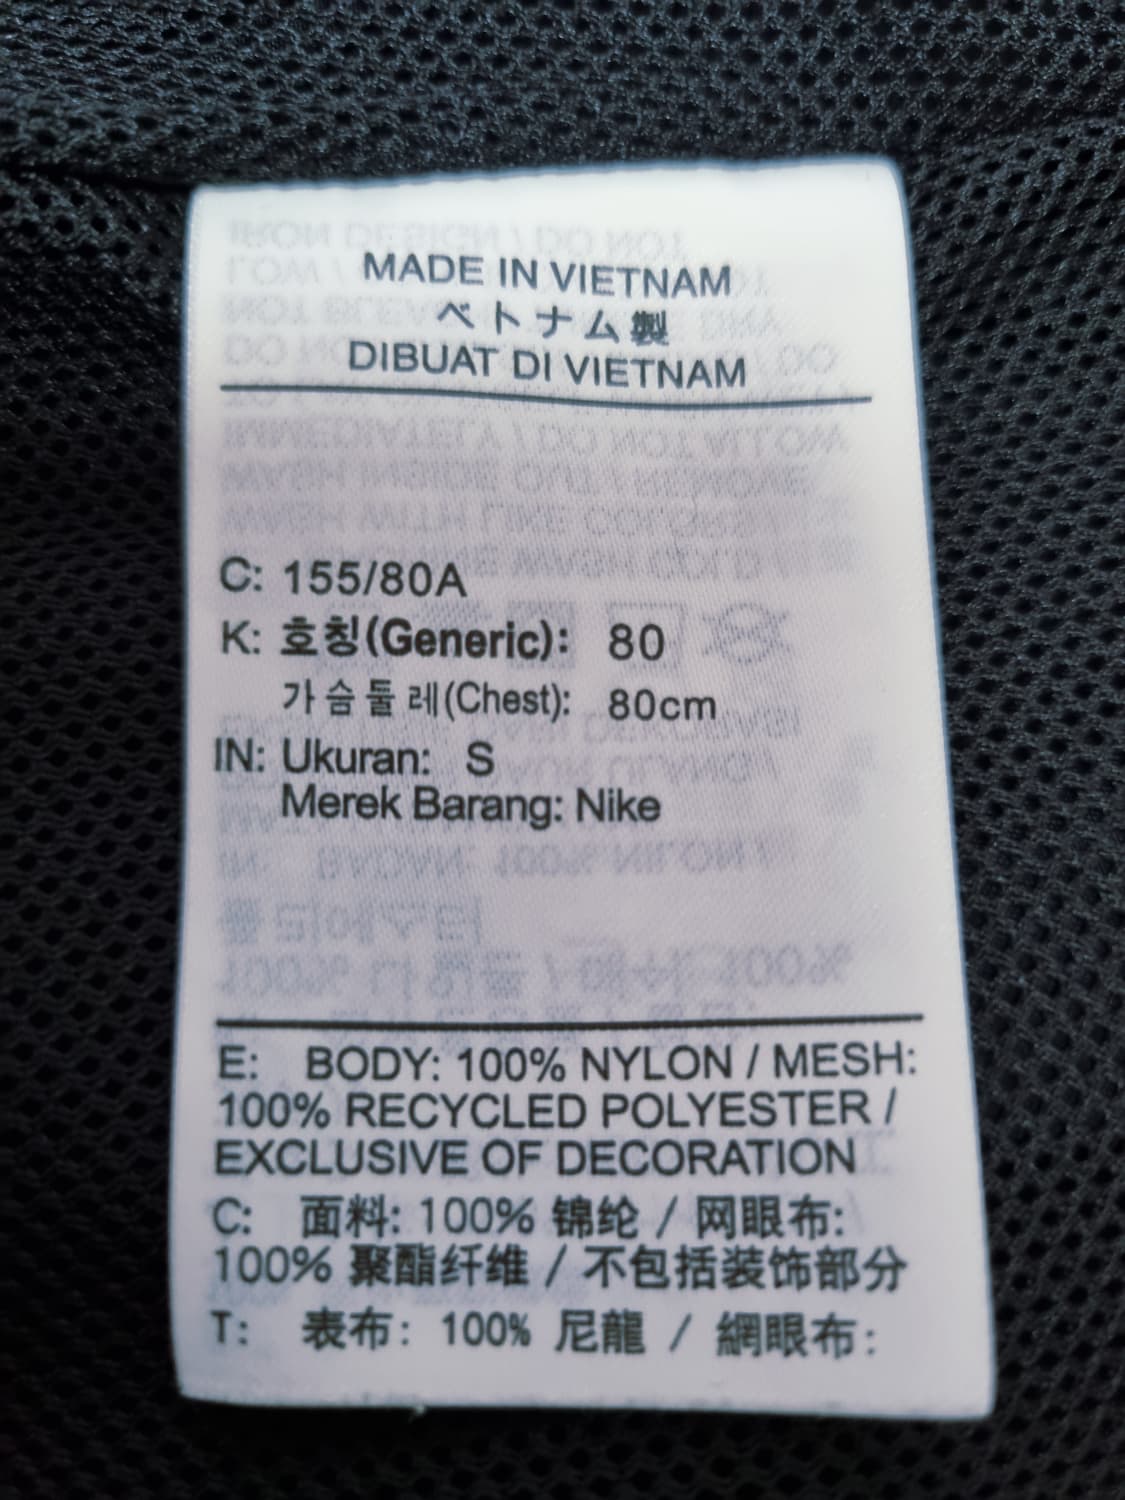 MADE IN VIETNAM
ベトナム製
DIBUAT DI VIETNAM
C: 155/80A
K: 호칭(Generic): 80
가슴둘레(Chest): 80cm
IN: Ukuran: S
Merek Barang: Nike
E: BODY: 100% NYLON / MESH:
100% RECYCLED POLYESTER /
EXCLUSIVE OF DECORATION
C: 面料: 100% 锦纶 / 网眼布:
100% 聚酯纤维 / 不包括装饰部分
T: 表布: 100% 尼龍 / 網眼布: